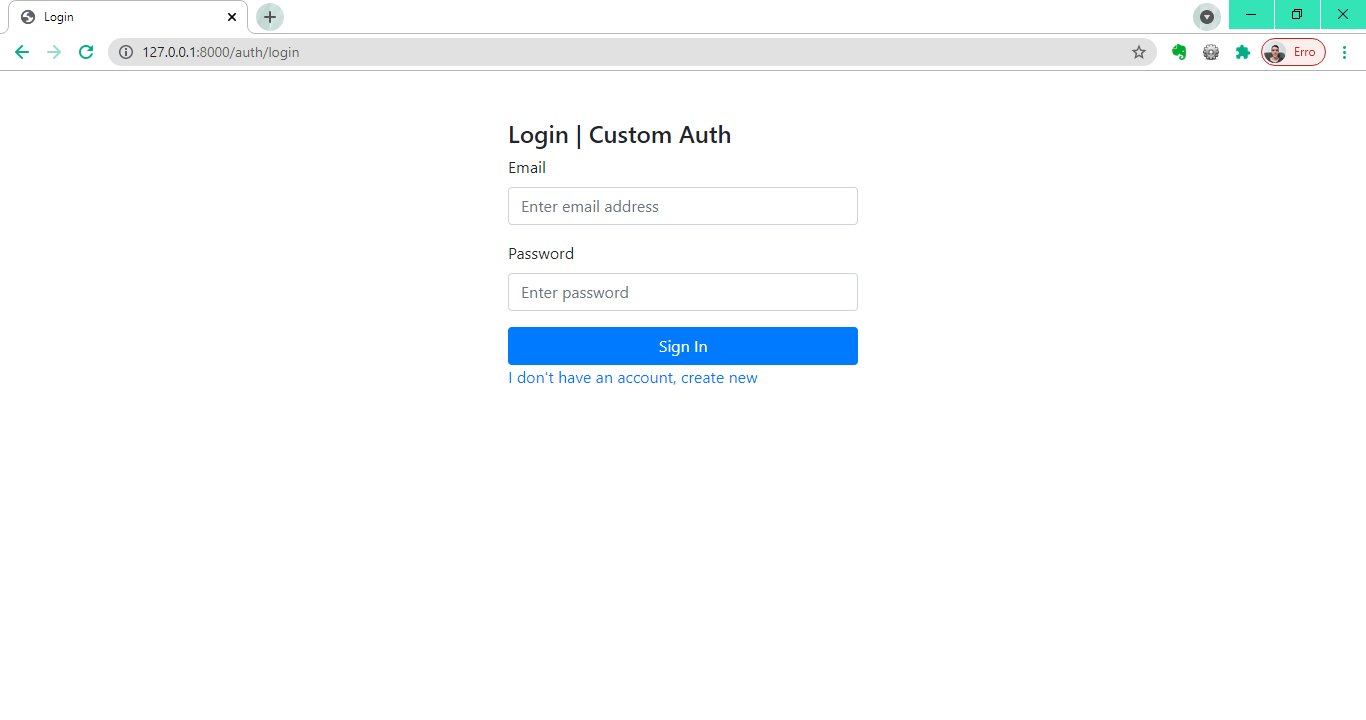 Login
127.0.0.1:8000/auth/login
Erro
Login | Custom Auth
Email
Enter email address
Password
Enter password
Sign In
I don't have an account, create new